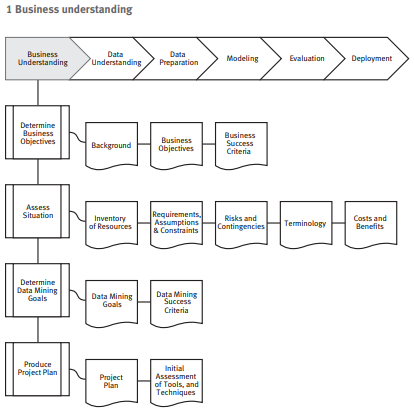 1 Business understanding
Business
Understanding
Data
Understanding
Data
Preparation
Modeling
Evaluation
Deployment
Determine
Business
Objectives
Background
Business
Objectives
Business
Success
Criteria
Assess
Situation
Inventory
of Resources
Requirements,
Assumptions
& Constraints
Risks and
Contingencies
Terminology
Costs and
Benefits
Determine
Data Mining
Goals
Data Mining
Goals
Data Mining
Success
Criteria
Produce
Project Plan
Project
Plan
Initial
Assessment
of Tools, and
Techniques